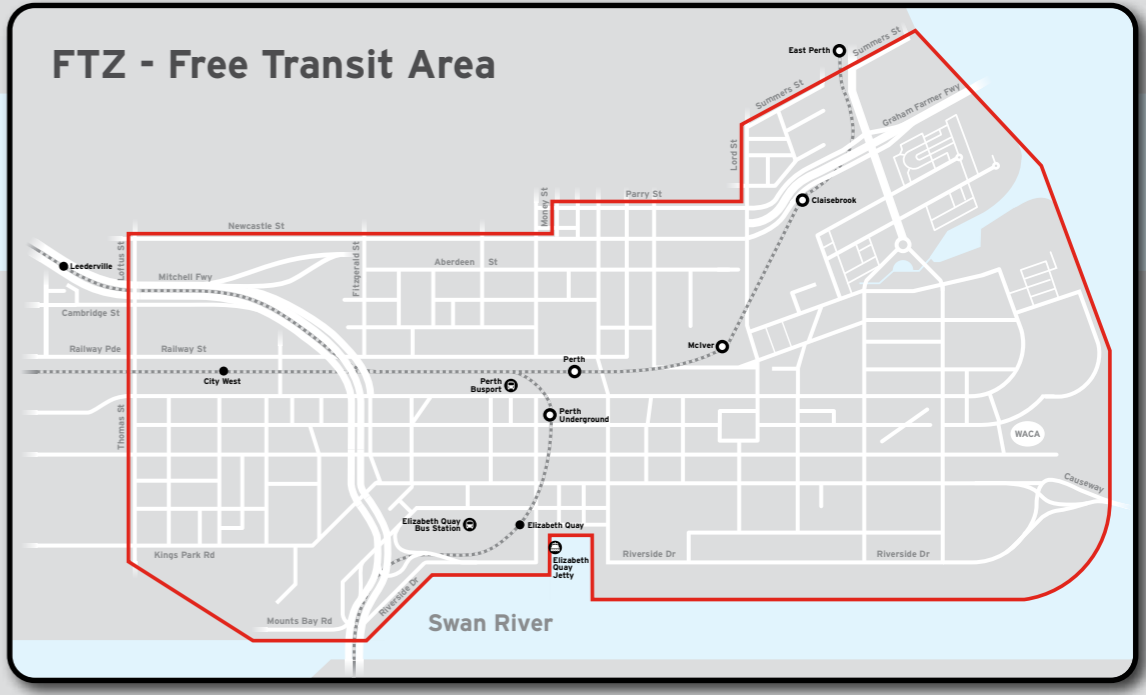 FTZ - Free Transit Area
East Perth
Summers St
Summers St
Graham Farmer Fwy
Lord St
Parry St
Money St
Claisebrook
Newcastle St
Loftus St
Leederville
Mitchell Fwy
Fitzgerald St
Aberdeen St
Cambridge St
Railway Pde
Railway St
City West
McIver
Perth
Perth
Busport
Perth
Underground
Thomas St
WACA
Causeway
Elizabeth Quay
Bus Station
Elizabeth Quay
Elizabeth
Quay
Jetty
Kings Park Rd
Riverside Dr
Riverside Dr
Riverside Dr
Mounts Bay Rd
Swan River